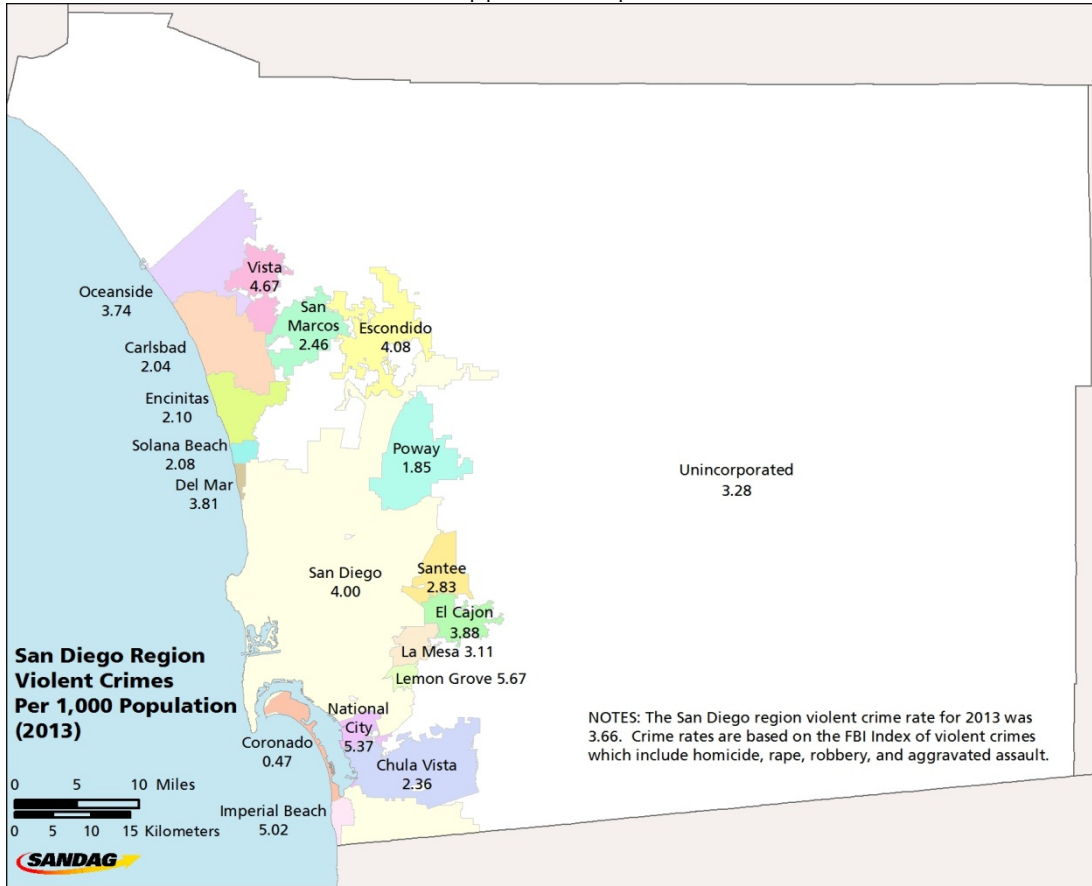 Vista
4.67
Oceanside
3.74
San
Marcos
2.46
Escondido
4.08
Carlsbad
2.04
Encinitas
2.10
Solana Beach
2.08
Poway
1.85
Unincorporated
3.28
Del Mar
3.81
San Diego
4.00
Santee
2.83
El Cajon
3.88
La Mesa 3.11
Lemon Grove 5.67
San Diego Region
Violent Crimes
Per 1,000 Population
(2013)
National
City
5.37
Coronado
0.47
Chula Vista
2.36
Imperial Beach
5.02
NOTES: The San Diego region violent crime rate for 2013 was
3.66. Crime rates are based on the FBI Index of violent crimes
which include homicide, rape, robbery, and aggravated assault.
0 5 10 Miles
0 5 10 15 Kilometers
SANDAG